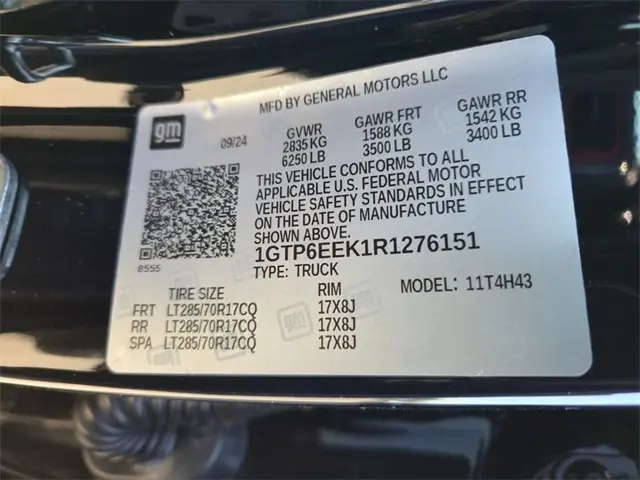 MFD BY GENERAL MOTORS LLC
gm
09/24
GVWR GAWR FRT GAWR RR
2835 KG 1588 KG 1542 KG
6250 LB 3500 LB 3400 LB
THIS VEHICLE CONFORMS TO ALL
APPLICABLE U.S. FEDERAL MOTOR
VEHICLE SAFETY STANDARDS IN EFFECT
ON THE DATE OF MANUFACTURE
SHOWN ABOVE.
1GTP6EEK1R1276151
8555
TYPE: TRUCK
TIRE SIZE RIM MODEL: 11T4H43
FRT LT285/70R17CQ 17X8J
RR LT285/70R17CQ 17X8J
SPA LT285/70R17CQ 17X8J